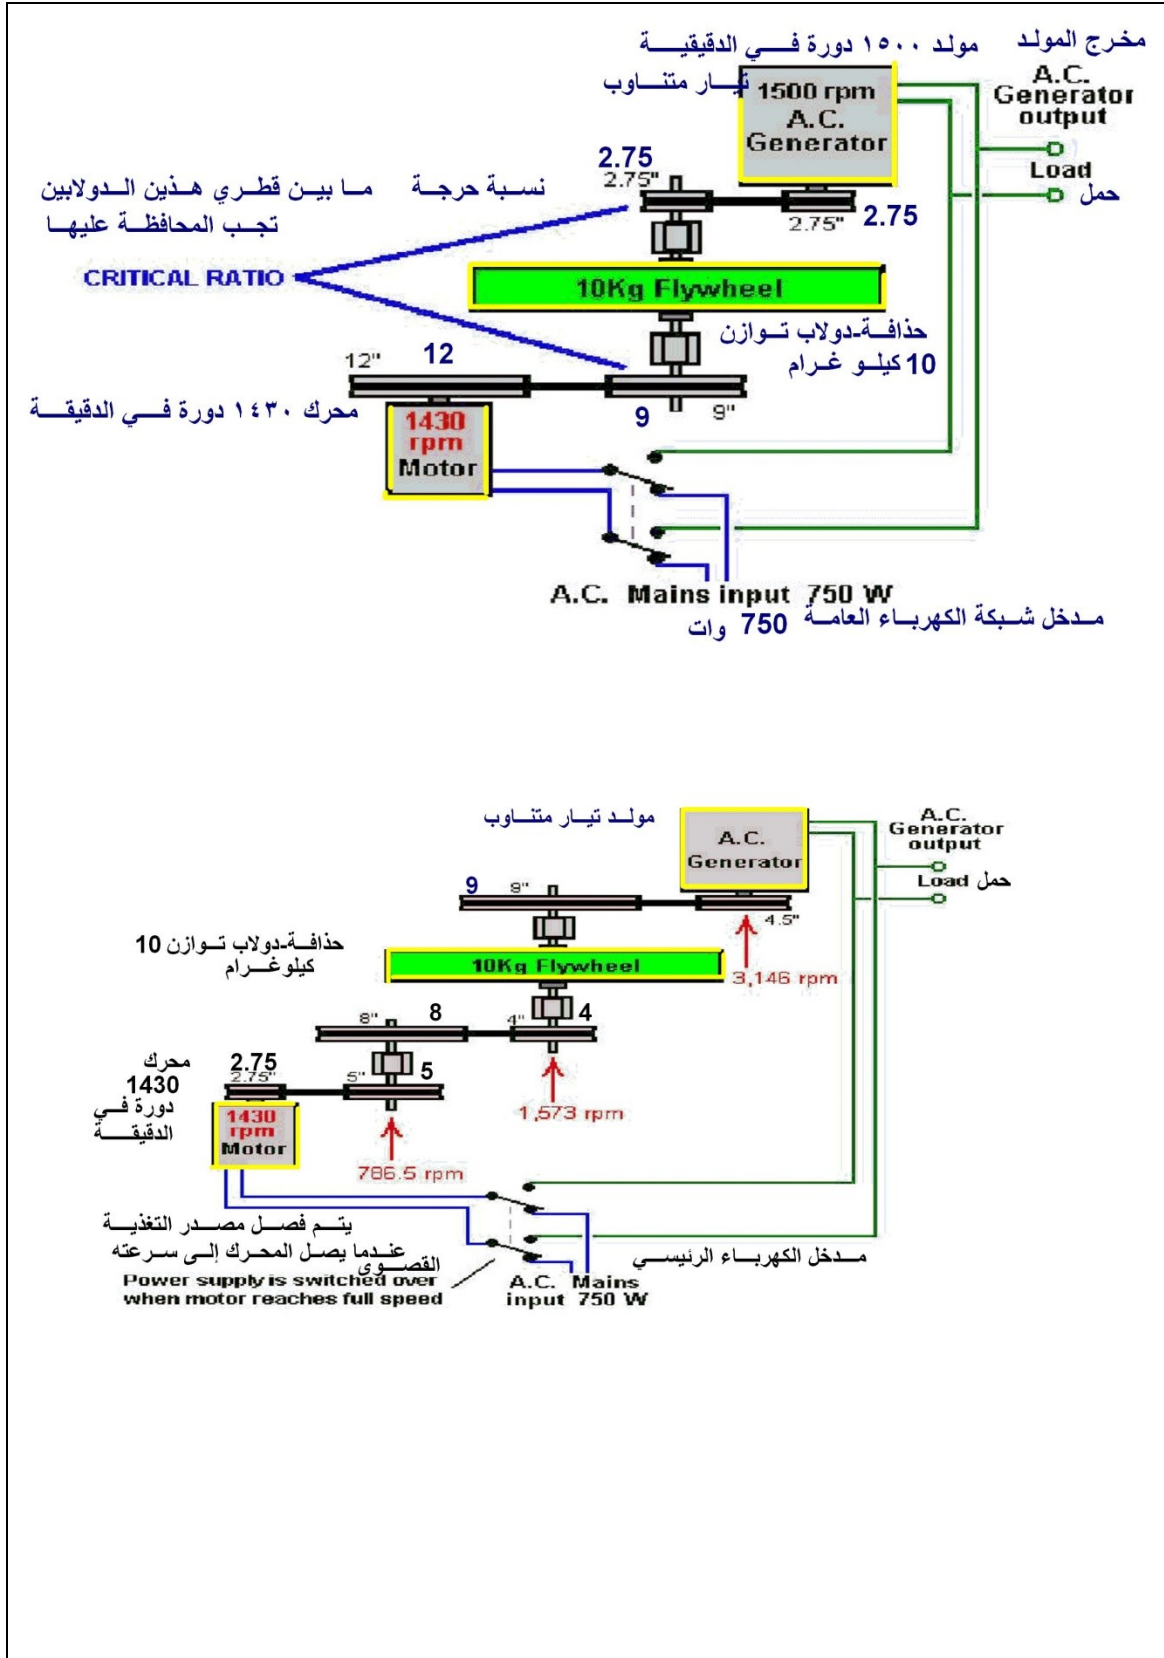 مولد ١٥٠٠ دورة في الدقيقية
تيار متناوب
مخرج المولد
A.C.
Generator
output
1500 rpm
A.C.
Generator
2.75
2.75"
Load
حمل
2.75"
2.75
نسبة حرجة ما بين قطري هذين الدولابين
تجب المحافظة عليها
CRITICAL RATIO
10Kg Flywheel
حذافة-دولاب توازن
10 كيلو غرام
12"
12
9
9"
محرك ١٤٣٠ دورة في الدقيقة
1430
rpm
Motor
A.C. Mains input 750 W
مدخل شبكة الكهرباء العامة 750 وات
مولد تيار متناوب
A.C.
Generator
A.C.
Generator
output
Load حمل
9
9"
4.5"
حذافة-دولاب توازن 10
كيلوغرام
10Kg Flywheel
3,146 rpm
8"
8
4"
4
محرك
1430
دورة في
الدقيقة
2.75
2.75"
5"
5
1430
rpm
Motor
1,573 rpm
786.5 rpm
يتم فصل مصدر التغذية
عندما يصل المحرك إلى سرعته
القصوى
Power supply is switched over
when motor reaches full speed
مدخل الكهرباء الرئيسي
A.C. Mains
input 750 W